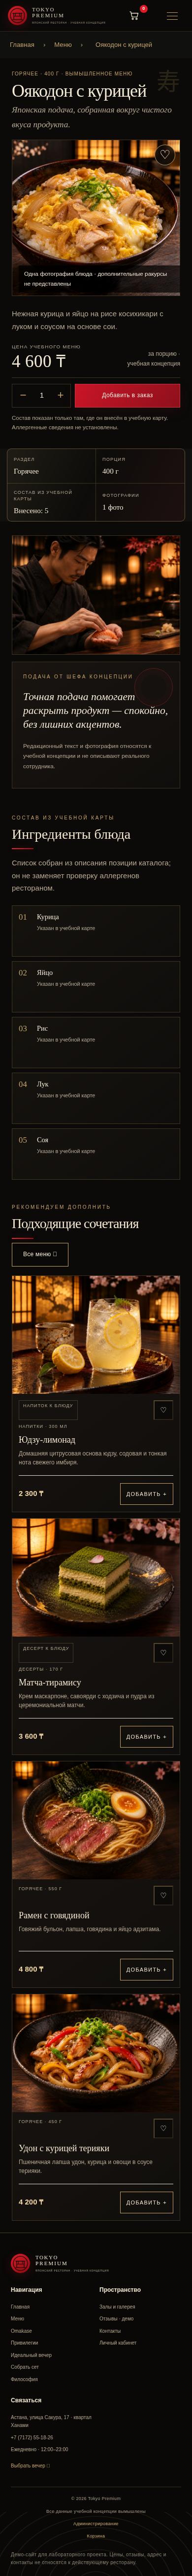 TOKYO
PREMIUM
ЯПОНСКИЙ РЕСТОРАН · УЧЕБНАЯ КОНЦЕПЦИЯ
0
Главная › Меню › Оякодон с курицей
ГОРЯЧЕЕ · 400 Г · ВЫМЫШЛЕННОЕ МЕНЮ
寿
Оякодон с курицей
Японская подача, собранная вокруг чистого
вкуса продукта.
Одна фотография блюда · дополнительные ракурсы
не представлены
Нежная курица и яйцо на рисе косихикари с
луком и соусом на основе сои.
ЦЕНА УЧЕБНОГО МЕНЮ
4 600 ₸
за порцию ·
учебная концепция
− 1 +
Добавить в заказ
Состав показан только там, где он внесён в учебную карту.
Аллергенные сведения не установлены.
РАЗДЕЛ
Горячее
ПОРЦИЯ
400 г
СОСТАВ ИЗ УЧЕБНОЙ
КАРТЫ
Внесено: 5
ФОТОГРАФИИ
1 фото
ПОДАЧА ОТ ШЕФА КОНЦЕПЦИИ
Точная подача помогает
раскрыть продукт — спокойно,
без лишних акцентов.
Редакционный текст и фотография относятся к
учебной концепции и не описывают реального
сотрудника.
СОСТАВ ИЗ УЧЕБНОЙ КАРТЫ
Ингредиенты блюда
Список собран из описания позиции каталога;
он не заменяет проверку аллергенов
рестораном.
01 Курица
Указан в учебной карте
02 Яйцо
Указан в учебной карте
03 Рис
Указан в учебной карте
04 Лук
Указан в учебной карте
05 Соя
Указан в учебной карте
РЕКОМЕНДУЕМ ДОПОЛНИТЬ
Подходящие сочетания
Все меню
НАПИТОК К БЛЮДУ
НАПИТКИ · 300 МЛ
Юдзу-лимонад
Домашняя цитрусовая основа юдзу, содовая и тонкая
нота свежего имбиря.
2 300 ₸
ДОБАВИТЬ +
ДЕСЕРТ К БЛЮДУ
ДЕСЕРТЫ · 170 Г
Матча-тирамису
Крем маскарпоне, савоярди с ходзича и пудра из
церемониальной матчи.
3 600 ₸
ДОБАВИТЬ +
ГОРЯЧЕЕ · 550 Г
Рамен с говядиной
Говяжий бульон, лапша, говядина и яйцо адзитама.
4 800 ₸
ДОБАВИТЬ +
ГОРЯЧЕЕ · 450 Г
Удон с курицей терияки
Пшеничная лапша удон, курица и овощи в соусе
терияки.
4 200 ₸
ДОБАВИТЬ +
TOKYO
PREMIUM
ЯПОНСКИЙ РЕСТОРАН · УЧЕБНАЯ КОНЦЕПЦИЯ
Навигация
Главная
Меню
Omakase
Привилегии
Идеальный вечер
Собрать сет
Философия
Пространство
Залы и галерея
Отзывы · демо
Контакты
Личный кабинет
Связаться
Астана, улица Сакура, 17 · квартал
Ханами
+7 (7172) 55-18-26
Ежедневно · 12:00–23:00
Выбрать вечер
© 2026 Tokyo Premium
Все данные учебной концепции вымышлены
Администрирование
Корзина
Демо-сайт для лабораторного проекта. Цены, отзывы, адрес и
контакты не относятся к действующему ресторану.